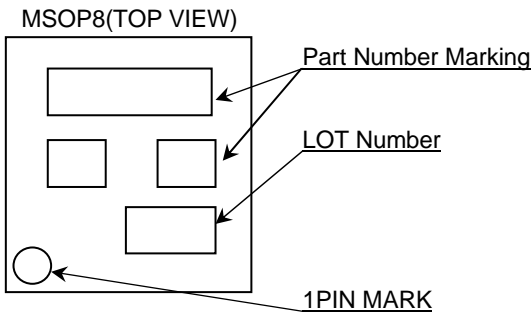 MSOP8(TOP VIEW)
Part Number Marking
LOT Number
1PIN MARK